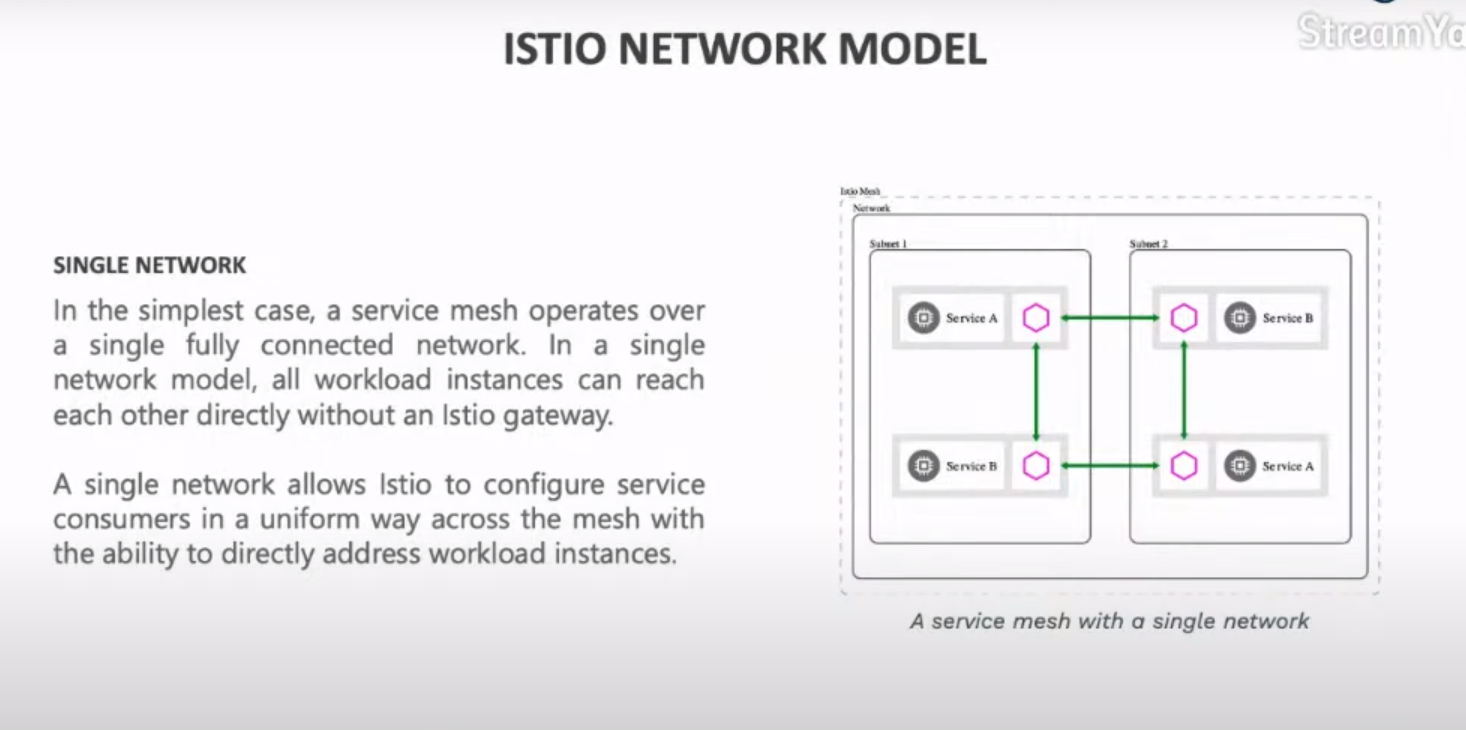 StreamYa
ISTIO NETWORK MODEL
SINGLE NETWORK
In the simplest case, a service mesh operates over
a single fully connected network. In a single
network model, all workload instances can reach
each other directly without an Istio gateway.
A single network allows Istio to configure service
consumers in a uniform way across the mesh with
the ability to directly address workload instances.
Istio Mesh
Network
Subnet 1
Subnet 2
Service A
Service B
Service B
Service A
A service mesh with a single network